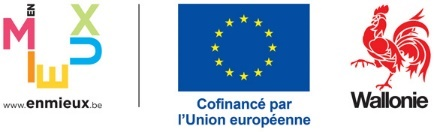 EN
MIEUX
www.enmieux.be
Cofinancé par
l'Union européenne
Wallonie